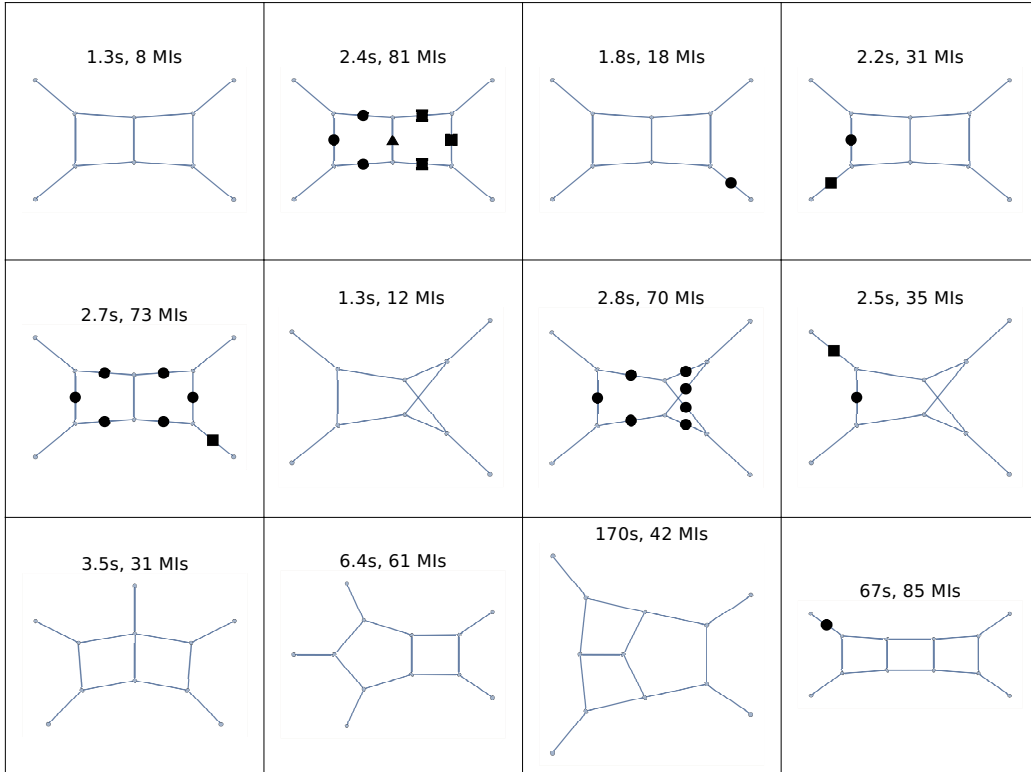 1.3s, 8 MIs
2.4s, 81 MIs
1.8s, 18 MIs
2.2s, 31 MIs
2.7s, 73 MIs
1.3s, 12 MIs
2.8s, 70 MIs
2.5s, 35 MIs
3.5s, 31 MIs
6.4s, 61 MIs
170s, 42 MIs
67s, 85 MIs